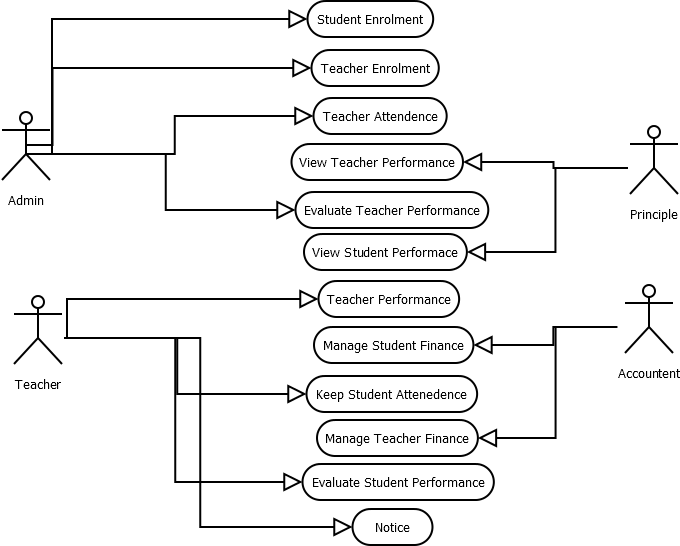 Student Enrolment
Teacher Enrolment
Teacher Attendence
View Teacher Performance
Admin
Evaluate Teacher Performance
Principle
View Student Performace
Teacher Performance
Manage Student Finance
Accountent
Teacher
Keep Student Attenedence
Manage Teacher Finance
Evaluate Student Performance
Notice